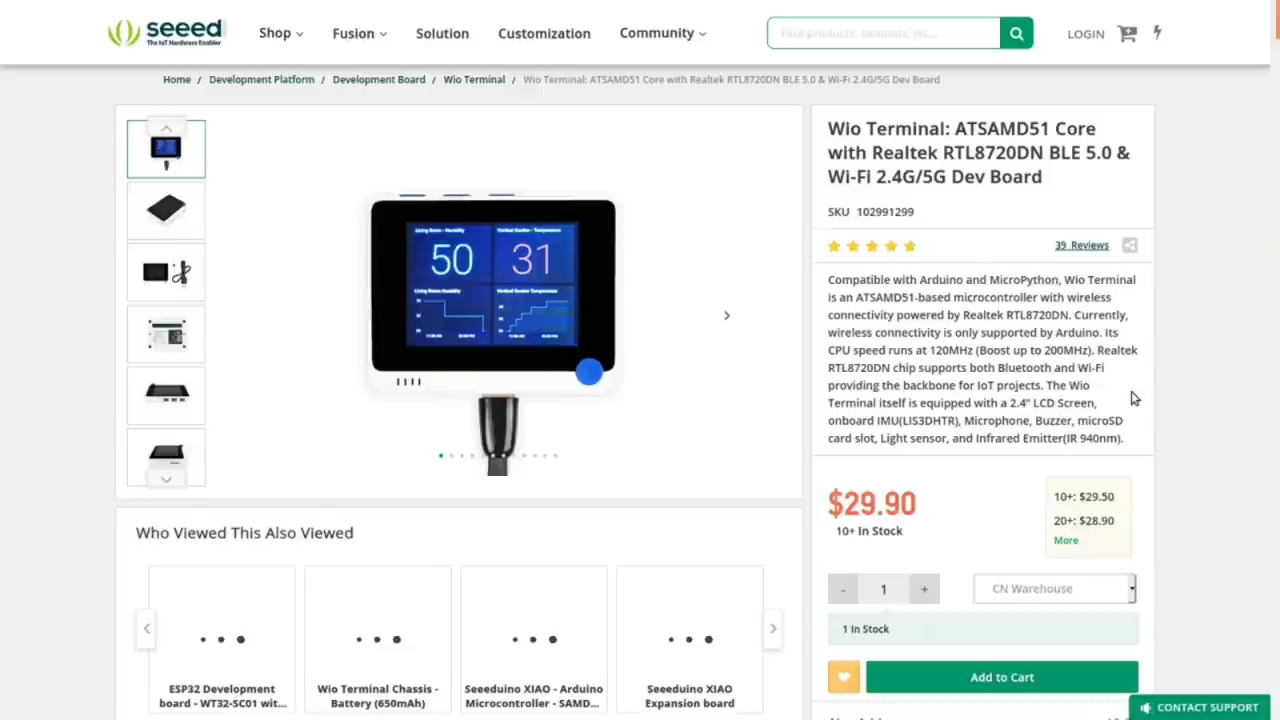 seeed
The IoT Hardware Enabler
Shop
Fusion
Solution
Customization
Community
Find products, tutorials, etc...
LOGIN
Home / Development Platform / Development Board / Wio Terminal / Wio Terminal: ATSAMD51 Core with Realtek RTL8720DN BLE 5.0 & Wi-Fi 2.4G/5G Dev Board
Living Room - Humidity
50
31
Wio Terminal: ATSAMD51 Core
with Realtek RTL8720DN BLE 5.0 &
Wi-Fi 2.4G/5G Dev Board
SKU 102991299
39 Reviews
Compatible with Arduino and MicroPython, Wio Terminal
is an ATSAMD51-based microcontroller with wireless
connectivity powered by Realtek RTL8720DN. Currently,
wireless connectivity is only supported by Arduino. Its
CPU speed runs at 120MHz (Boost up to 200MHz). Realtek
RTL8720DN chip supports both Bluetooth and Wi-Fi
providing the backbone for IoT projects. The Wio
Terminal itself is equipped with a 2.4” LCD Screen,
onboard IMU(LIS3DHTR), Microphone, Buzzer, microSD
card slot, Light sensor, and Infrared Emitter(IR 940nm).
$29.90
10+ In Stock
10+: $29.50
20+: $28.90
More
- 1 +
CN Warehouse
1 In Stock
Add to Cart
Who Viewed This Also Viewed
ESP32 Development
board - WT32-SC01 wit...
Wio Terminal Chassis -
Battery (650mAh)
Seeeduino XIAO - Arduino
Microcontroller - SAMD...
Seeeduino XIAO
Expansion board
CONTACT SUPPORT